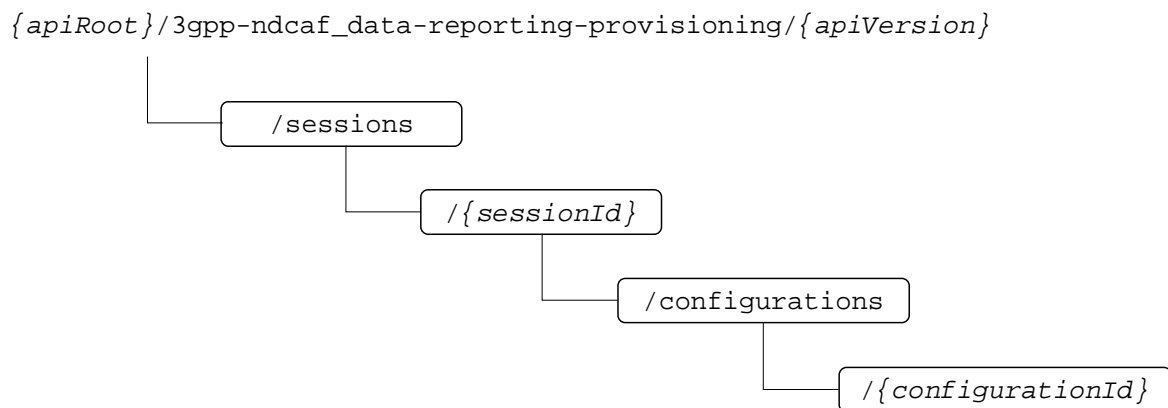 {apiRoot}/3gpp-ndcaf_data-reporting-provisioning/{apiVersion}
/sessions
/{sessionId}
/configurations
/{configurationId}